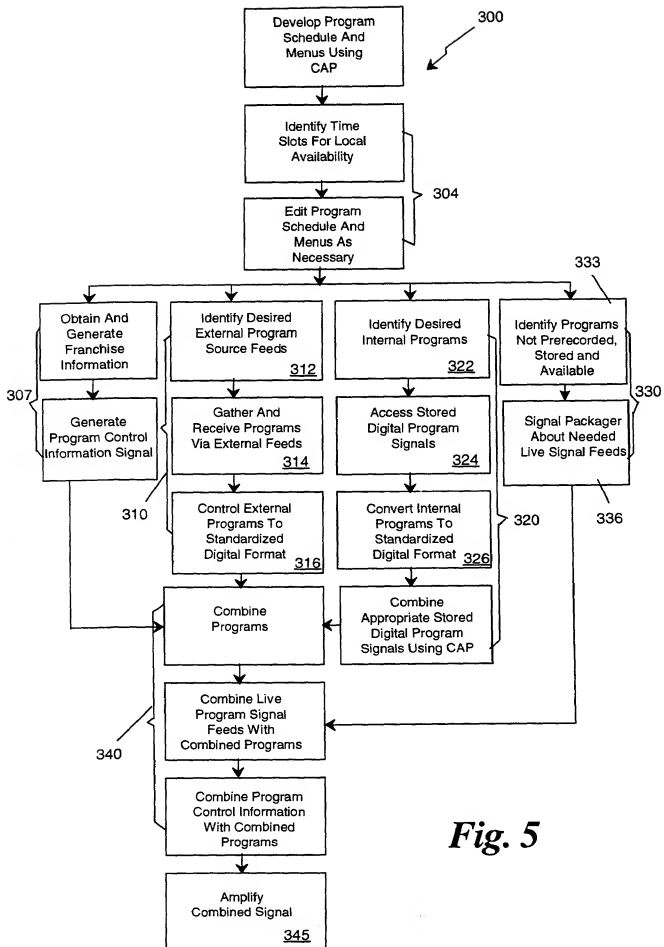 Develop Program
Schedule And
Menus Using
CAP
300
Identify Time
Slots For Local
Availability
304
Edit Program
Schedule And
Menus As
Necessary
307
Obtain And
Generate
Franchise
Information
Generate
Program Control
Information Signal
310
Identify Desired
External Program
Source Feeds
312
Gather And
Receive Programs
Via External Feeds
314
Control External
Programs To
Standardized
Digital Format
316
Identify Desired
Internal Programs
322
Access Stored
Digital Program
Signals
324
Convert Internal
Programs To
Standardized
Digital Format
326
Combine
Appropriate Stored
Digital Program
Signals Using CAP
320
333
Identify Programs
Not Prerecorded,
Stored and
Available
330
Signal Packager
About Needed
Live Signal Feeds
336
Combine
Programs
340
Combine Live
Program Signal
Feeds With
Combined Programs
Combine Program
Control Information
With Combined
Programs
Amplify
Combined Signal
345
Fig. 5